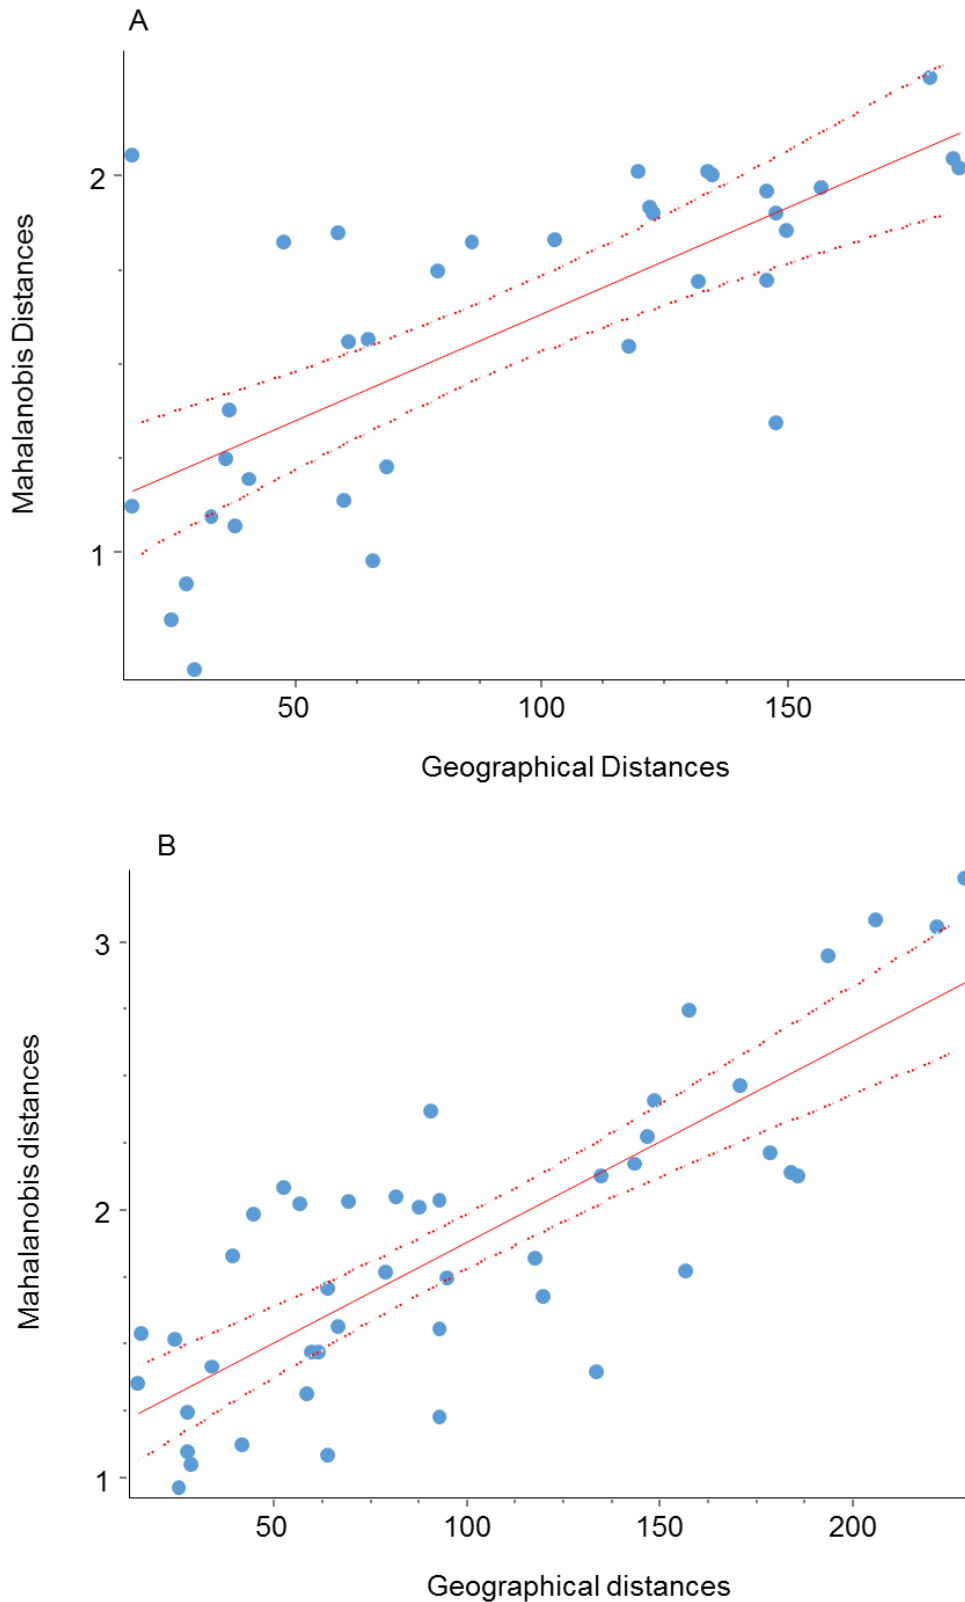 A
Mahalanobis Distances
2
1
50 100 150
Geographical Distances
B
Mahalanobis distances
3
2
1
50 100 150 200
Geographical distances